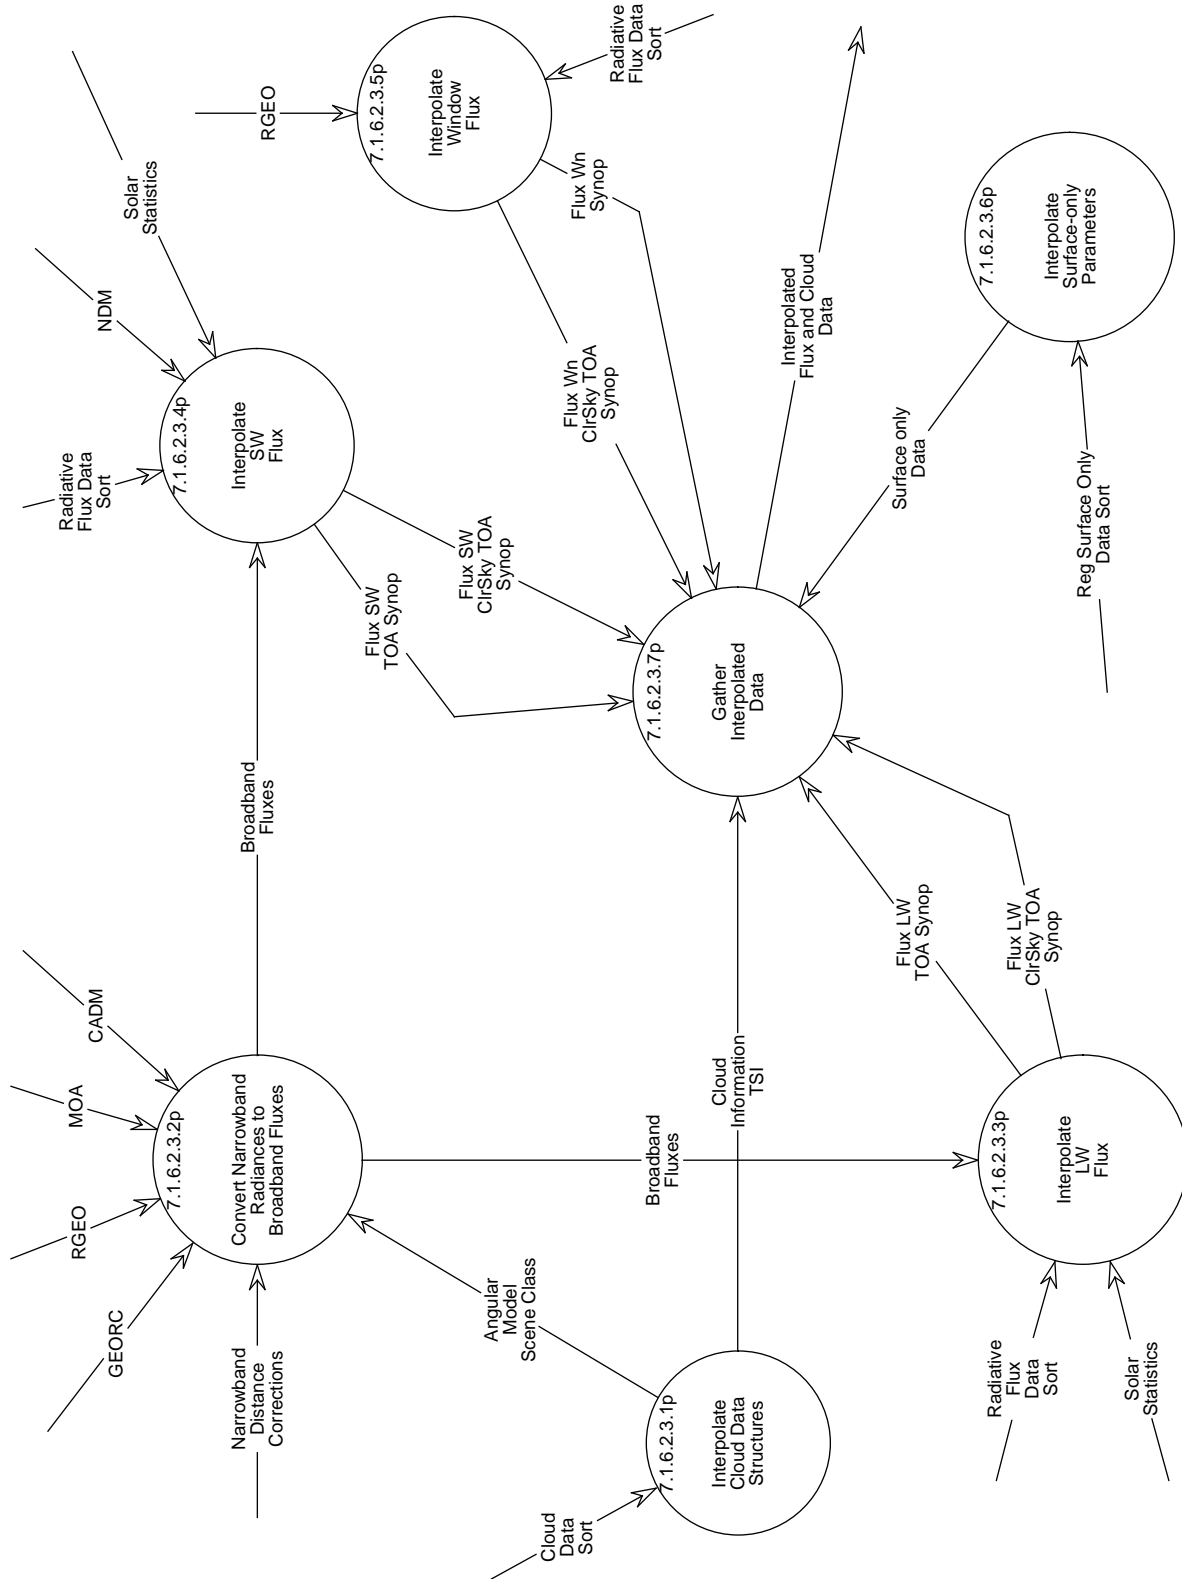 GEORC
RGEO
MOA
CADM
Narrowband
Distance
Corrections
7.1.6.2.3.2p
Convert Narrowband
Radiances to
Broadband Fluxes
Broadband
Fluxes
Radiative
Flux Data
Sort
NDM
Solar
Statistics
7.1.6.2.3.4p
Interpolate
SW
Flux
RGEO
7.1.6.2.3.5p
Interpolate
Window
Flux
Radiative
Flux Data
Sort
Flux SW
TOA Synop
Flux SW
ClrSky TOA
Synop
Flux Wn
ClrSky TOA
Synop
Flux Wn
Synop
Angular
Model
Scene Class
Cloud
Data
Sort
7.1.6.2.3.1p
Interpolate
Cloud Data
Structures
Broadband
Fluxes
Cloud
Information
TSI
7.1.6.2.3.7p
Gather
Interpolated
Data
Interpolated
Flux and Cloud
Data
Flux LW
TOA Synop
Flux LW
ClrSky TOA
Synop
Surface only
Data
Radiative
Flux
Data
Sort
Solar
Statistics
7.1.6.2.3.3p
Interpolate
LW
Flux
Reg Surface Only
Data Sort
7.1.6.2.3.6p
Interpolate
Surface-only
Parameters